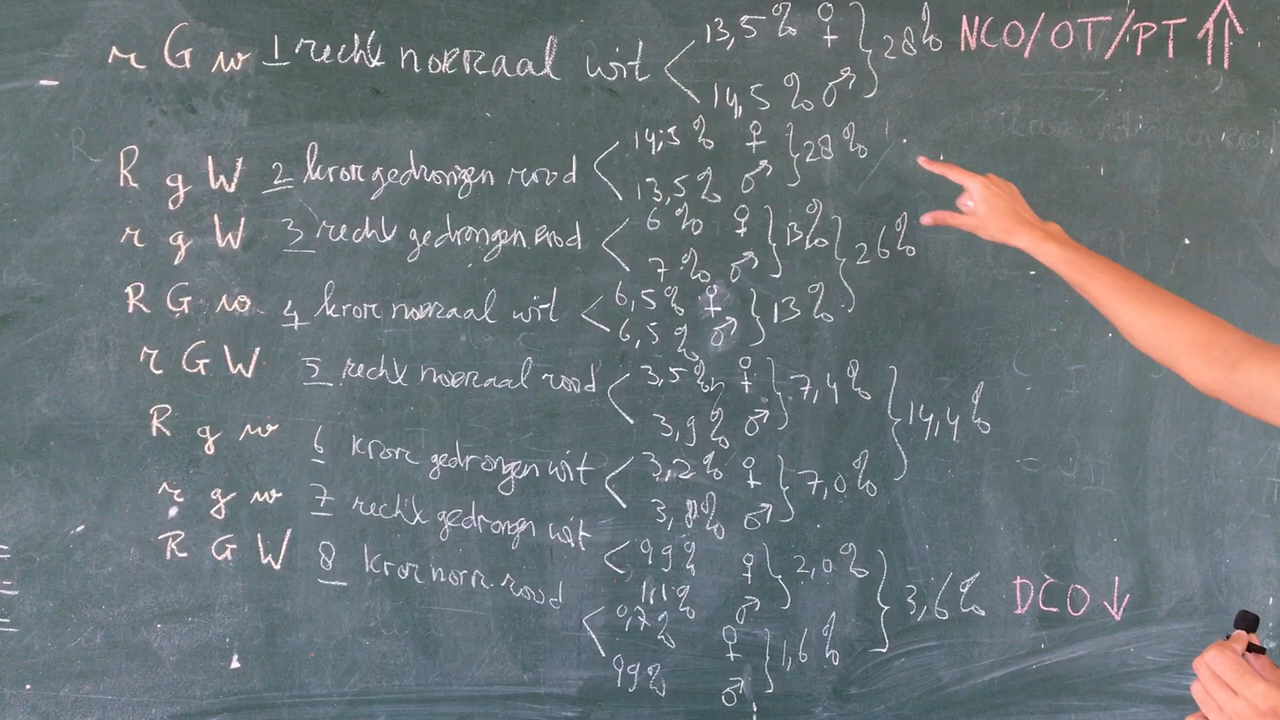 r G w 1 recht normaal wit < 13,5 % ♀ } 28% NCO/OT/PT ↑↑
14,5 % ♂
R g W 2 krom gedrongen rood < 14,5 % ♀ } 28 %
13,5 % ♂
r g W 3 recht gedrongen rood < 6 % ♀ } 13% } 26%
7 % ♂
R G w 4 krom normaal wit < 6,5 % ♀ } 13 %
6,5 % ♂
r G W 5 recht normaal rood < 3,5 % ♀ } 7,4 % } 14,4 %
3,9 % ♂
R g w 6 krom gedrongen wit < 3,2 % ♀ } 7,0 %
3,8% ♂
r g w 7 recht gedrongen wit < 0,9 % ♀ } 2,0 % } 3,6 % DCO ↓
1,1 % ♂
R G W 8 krom norm. rood < 0,7 % ♀ } 1,6 %
0,9 % ♂